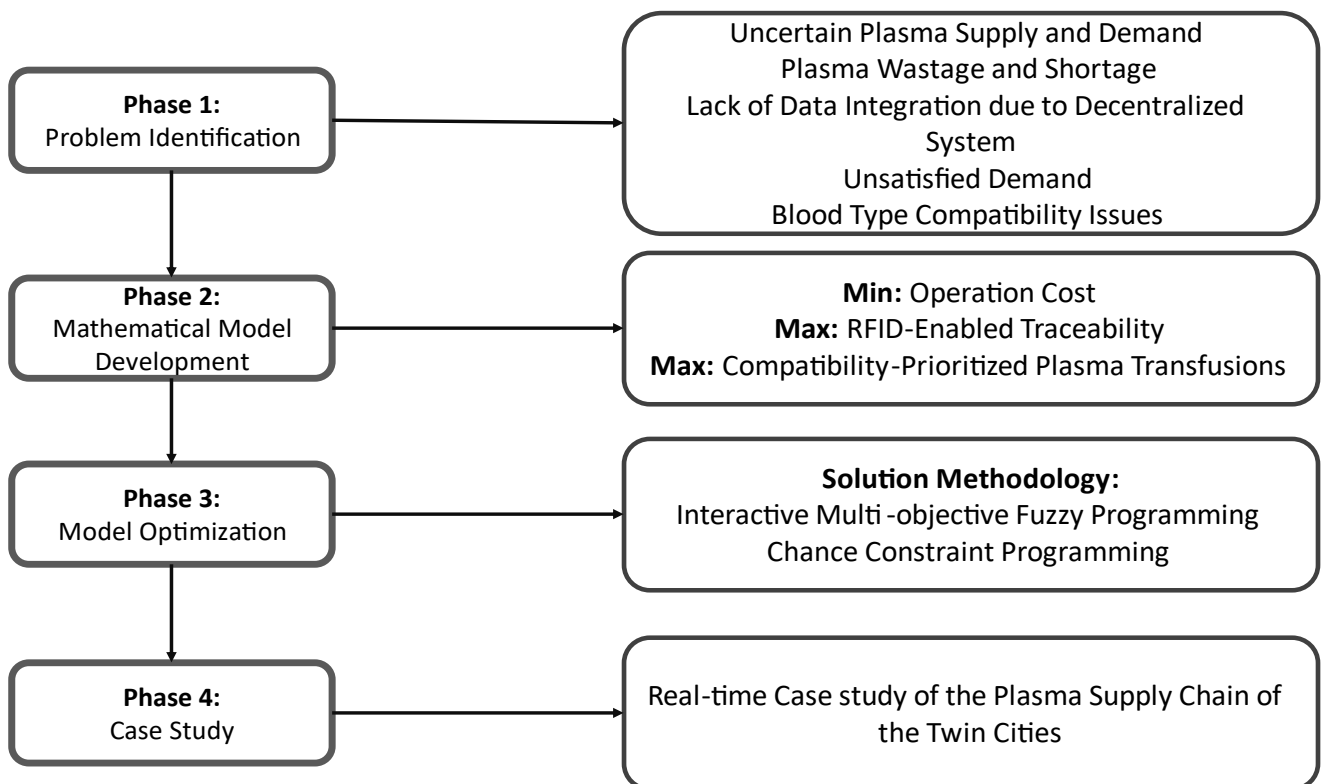 Phase 1:
Problem Identification
Uncertain Plasma Supply and Demand
Plasma Wastage and Shortage
Lack of Data Integration due to Decentralized
System
Unsatisfied Demand
Blood Type Compatibility Issues
Phase 2:
Mathematical Model
Development
Min: Operation Cost
Max: RFID-Enabled Traceability
Max: Compatibility-Prioritized Plasma Transfusions
Phase 3:
Model Optimization
Solution Methodology:
Interactive Multi-objective Fuzzy Programming
Chance Constraint Programming
Phase 4:
Case Study
Real-time Case study of the Plasma Supply Chain of
the Twin Cities